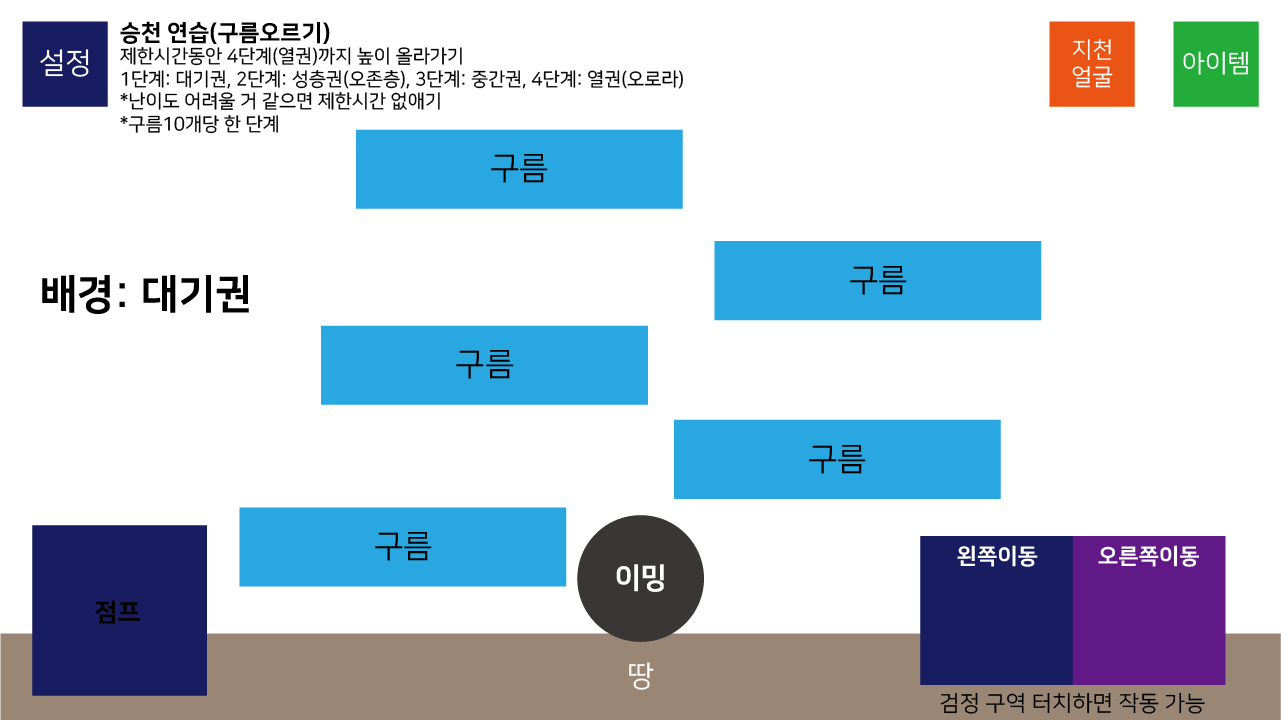 설정
승천 연습(구름오르기)
제한시간동안 4단계(열권)까지 높이 올라가기
1단계: 대기권, 2단계: 성층권(오존층), 3단계: 중간권, 4단계: 열권(오로라)
*난이도 어려울 거 같으면 제한시간 없애기
*구름10개당 한 단계
지천
얼굴
아이템
구름
구름
배경: 대기권
구름
구름
구름
이밍
점프
왼쪽이동
오른쪽이동
땅
검정 구역 터치하면 작동 가능